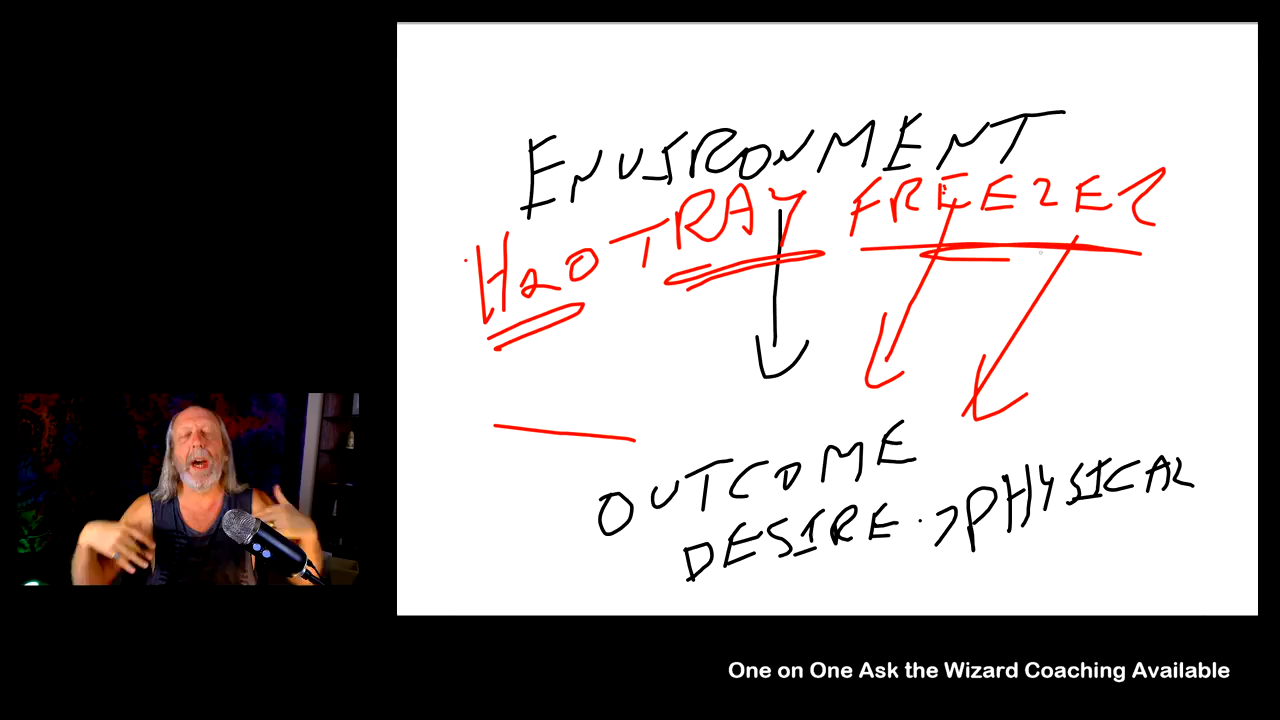 ENVIRONMENT
H2O TRAY FREEZER
OUTCOME
DESIRE -> PHYSICAL
One on One Ask the Wizard Coaching Available